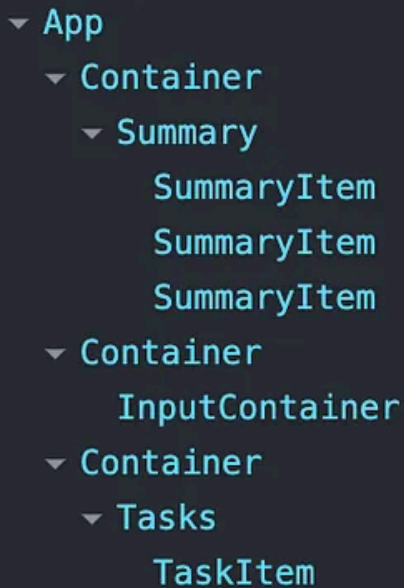 App
Container
Summary
SummaryItem
SummaryItem
SummaryItem
Container
InputContainer
Container
Tasks
TaskItem